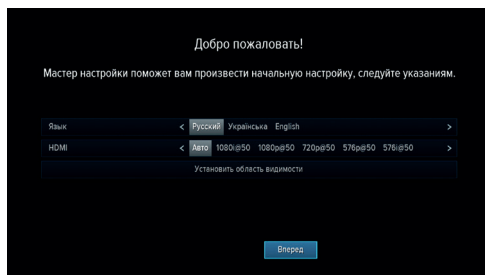 Добро пожаловать!
Мастер настройки поможет вам произвести начальную настройку, следуйте указаниям.
Язык < Русский Українська English >
HDMI < Авто 1080i@50 1080p@50 720p@50 576p@50 576i@50 >
Установить область видимости
Вперед